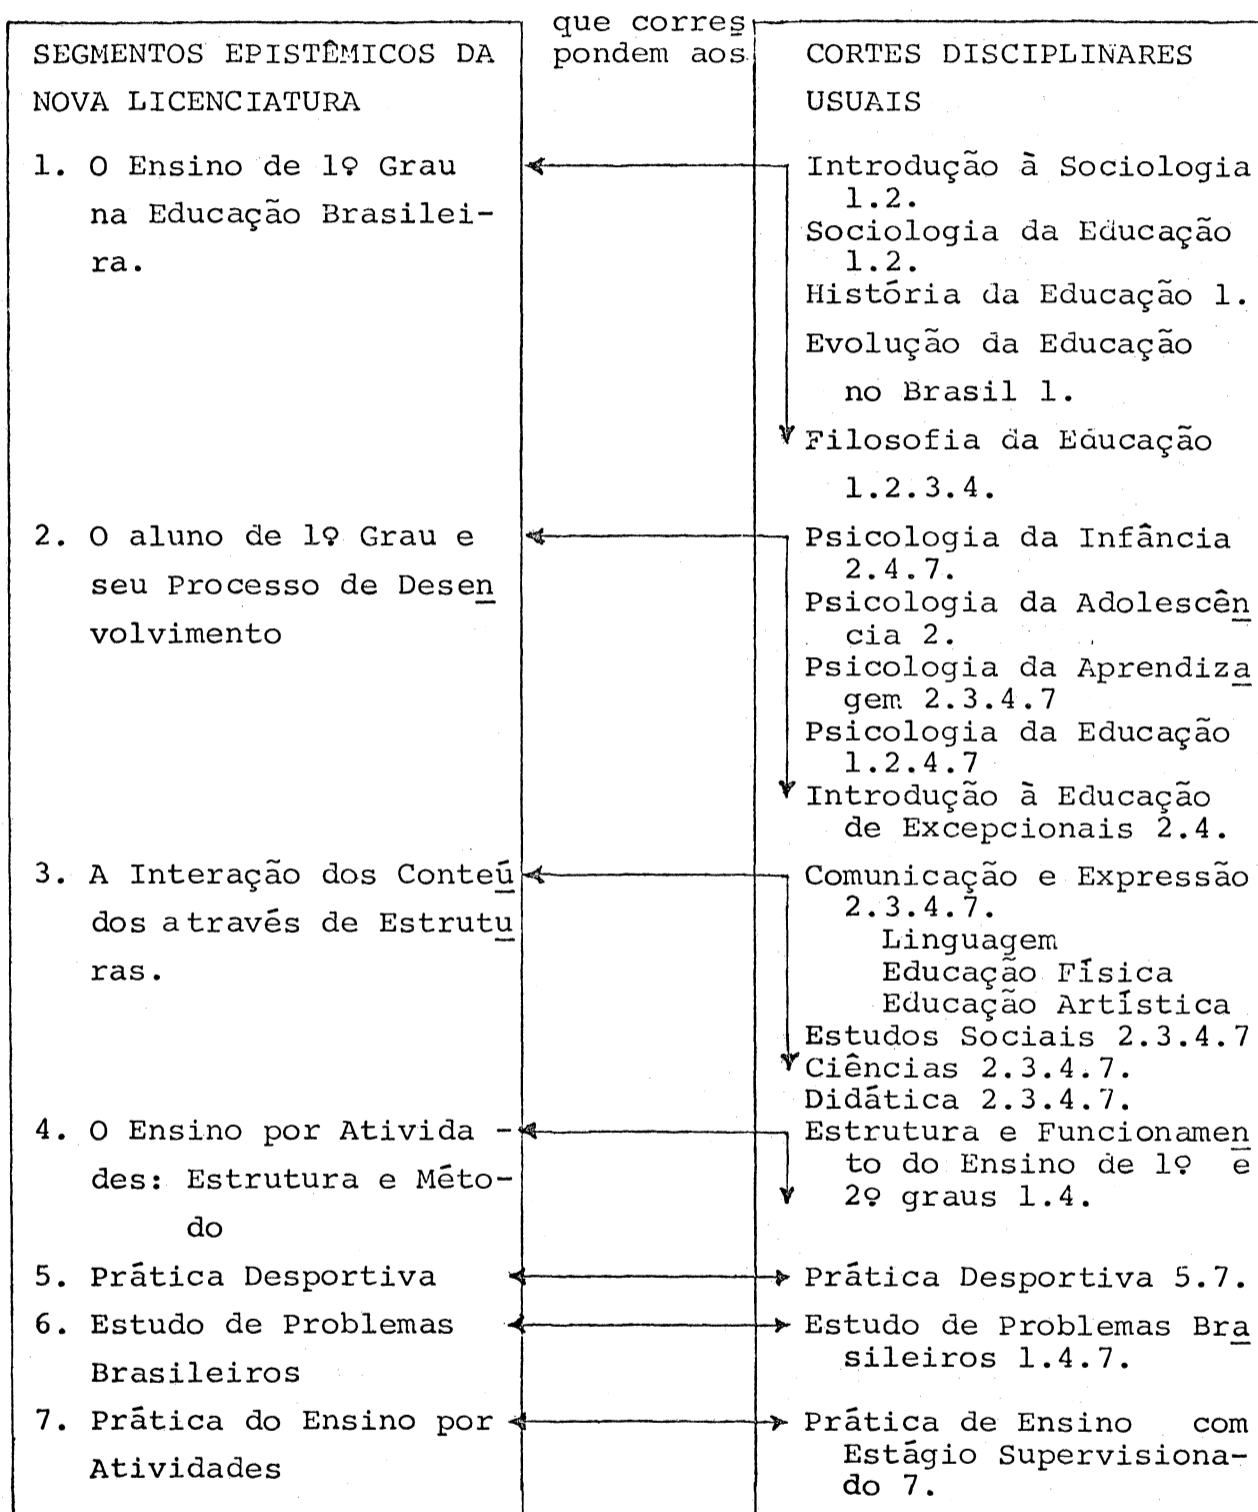 que corres
pondem aos
SEGMENTOS EPISTÊMICOS DA
NOVA LICENCIATURA
1. O Ensino de 1º Grau
na Educação Brasilei-
ra.
2. O aluno de 1º Grau e
seu Processo de Desen
volvimento
3. A Interação dos Conteú
dos através de Estrutu
ras.
4. O Ensino por Ativida -
des: Estrutura e Méto-
do
5. Prática Desportiva
6. Estudo de Problemas
Brasileiros
7. Prática do Ensino por
Atividades
CORTES DISCIPLINARES
USUAIS
Introdução à Sociologia
1.2.
Sociologia da Educação
1.2.
História da Educação 1.
Evolução da Educação
no Brasil 1.
Filosofia da Educação
1.2.3.4.
Psicologia da Infância
2.4.7.
Psicologia da Adolescên
cia 2.
Psicologia da Aprendiza
gem 2.3.4.7
Psicologia da Educação
1.2.4.7
Introdução à Educação
de Excepcionais 2.4.
Comunicação e Expressão
2.3.4.7.
Linguagem
Educação Física
Educação Artística
Estudos Sociais 2.3.4.7
Ciências 2.3.4.7.
Didática 2.3.4.7.
Estrutura e Funcionamen
to do Ensino de 1º e
2º graus 1.4.
Prática Desportiva 5.7.
Estudo de Problemas Bra
sileiros 1.4.7.
Prática de Ensino com
Estágio Supervisiona-
do 7.